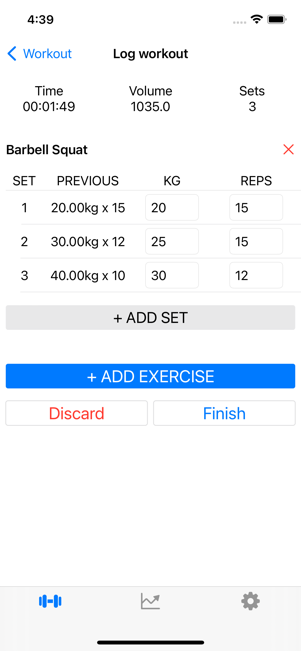 4:39
Workout Log workout
Time Volume Sets
00:01:49 1035.0 3
Barbell Squat
SET PREVIOUS KG REPS
1 20.00kg x 15 20 15
2 30.00kg x 12 25 15
3 40.00kg x 10 30 12
+ ADD SET
+ ADD EXERCISE
Discard Finish